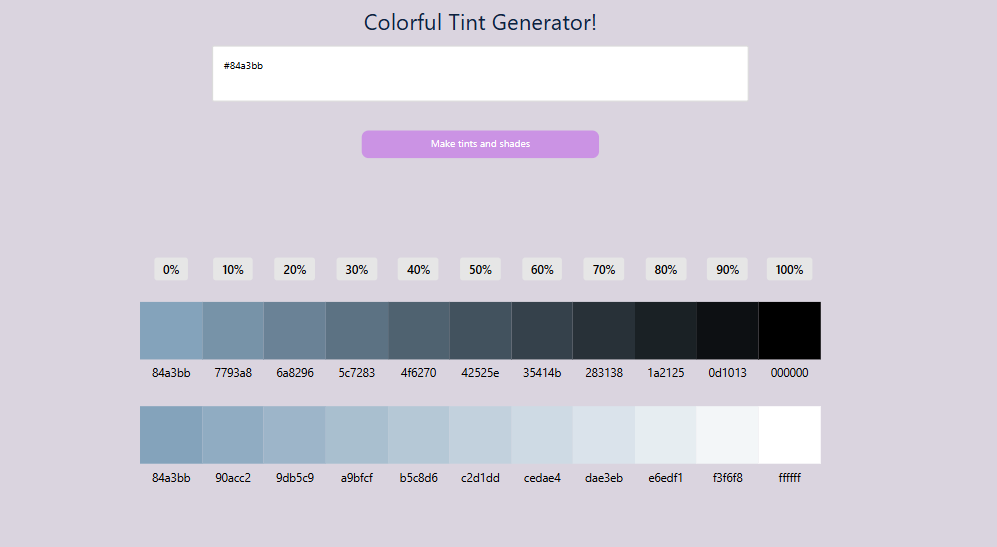 Colorful Tint Generator!
#84a3bb
Make tints and shades
0% 10% 20% 30% 40% 50% 60% 70% 80% 90% 100%
84a3bb 7793a8 6a8296 5c7283 4f6270 42525e 35414b 283138 1a2125 0d1013 000000
84a3bb 90acc2 9db5c9 a9bfcf b5c8d6 c2d1dd cedae4 dae3eb e6edf1 f3f6f8 ffffff